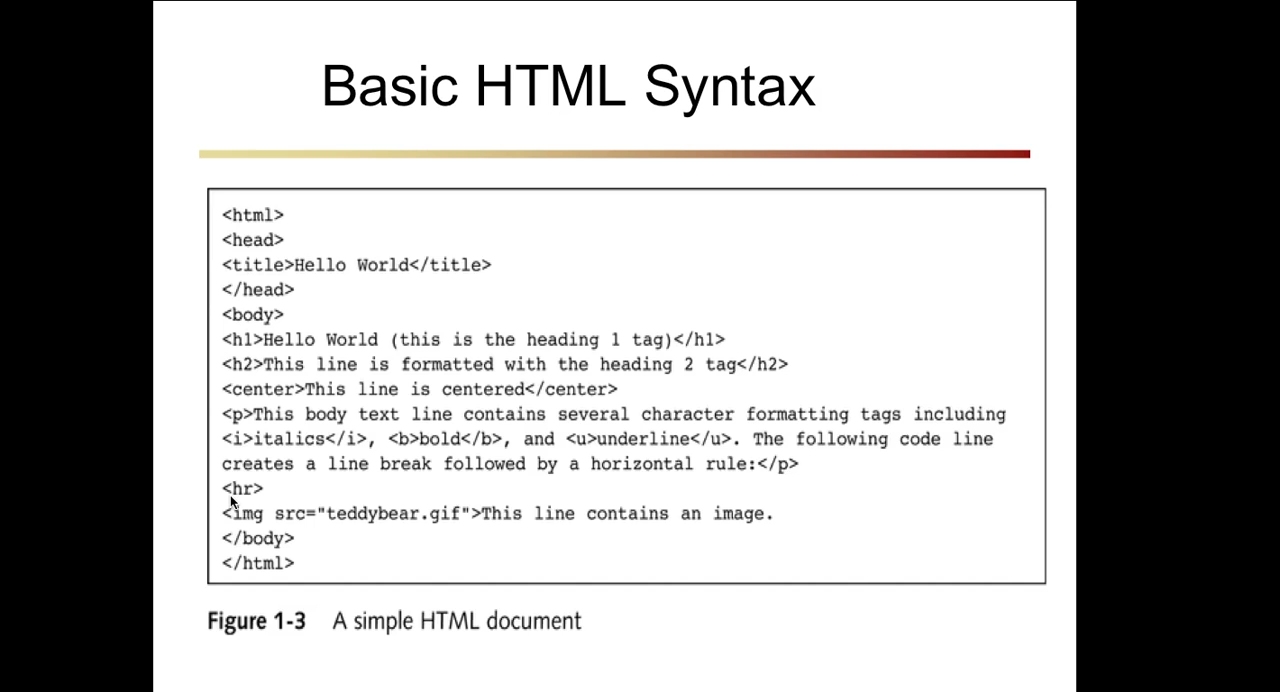 Basic HTML Syntax
<html>
<head>
<title>Hello World</title>
</head>
<body>
<h1>Hello World (this is the heading 1 tag)</h1>
<h2>This line is formatted with the heading 2 tag</h2>
<center>This line is centered</center>
<p>This body text line contains several character formatting tags including
<i>italics</i>, <b>bold</b>, and <u>underline</u>. The following code line
creates a line break followed by a horizontal rule:</p>
<hr>
<img src="teddybear.gif">This line contains an image.
</body>
</html>
Figure 1-3 A simple HTML document